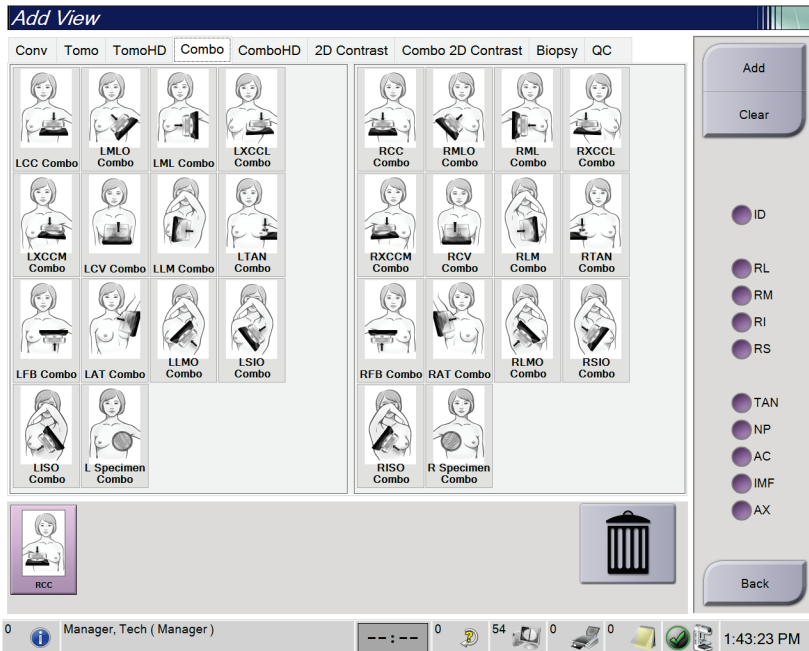 Add View
Conv Tomo TomoHD Combo ComboHD 2D Contrast Combo 2D Contrast Biopsy QC
LCC Combo
LMLO
Combo
LML Combo
LXCCL
Combo
RCC
Combo
RMLO
Combo
RML
Combo
RXCCL
Combo
LXCCM
Combo
LCV Combo
LLM Combo
LTAN
Combo
RXCCM
Combo
RCV
Combo
RLM
Combo
RTAN
Combo
LFB Combo
LAT Combo
LLMO
Combo
LSIO
Combo
RFB Combo
RAT Combo
RLMO
Combo
RSIO
Combo
LISO
Combo
L Specimen
Combo
RISO
Combo
R Specimen
Combo
RCC
Add
Clear
ID
RL
RM
RI
RS
TAN
NP
AC
IMF
AX
Back
0 Manager, Tech ( Manager ) --:-- 0 54 0 0 1:43:23 PM